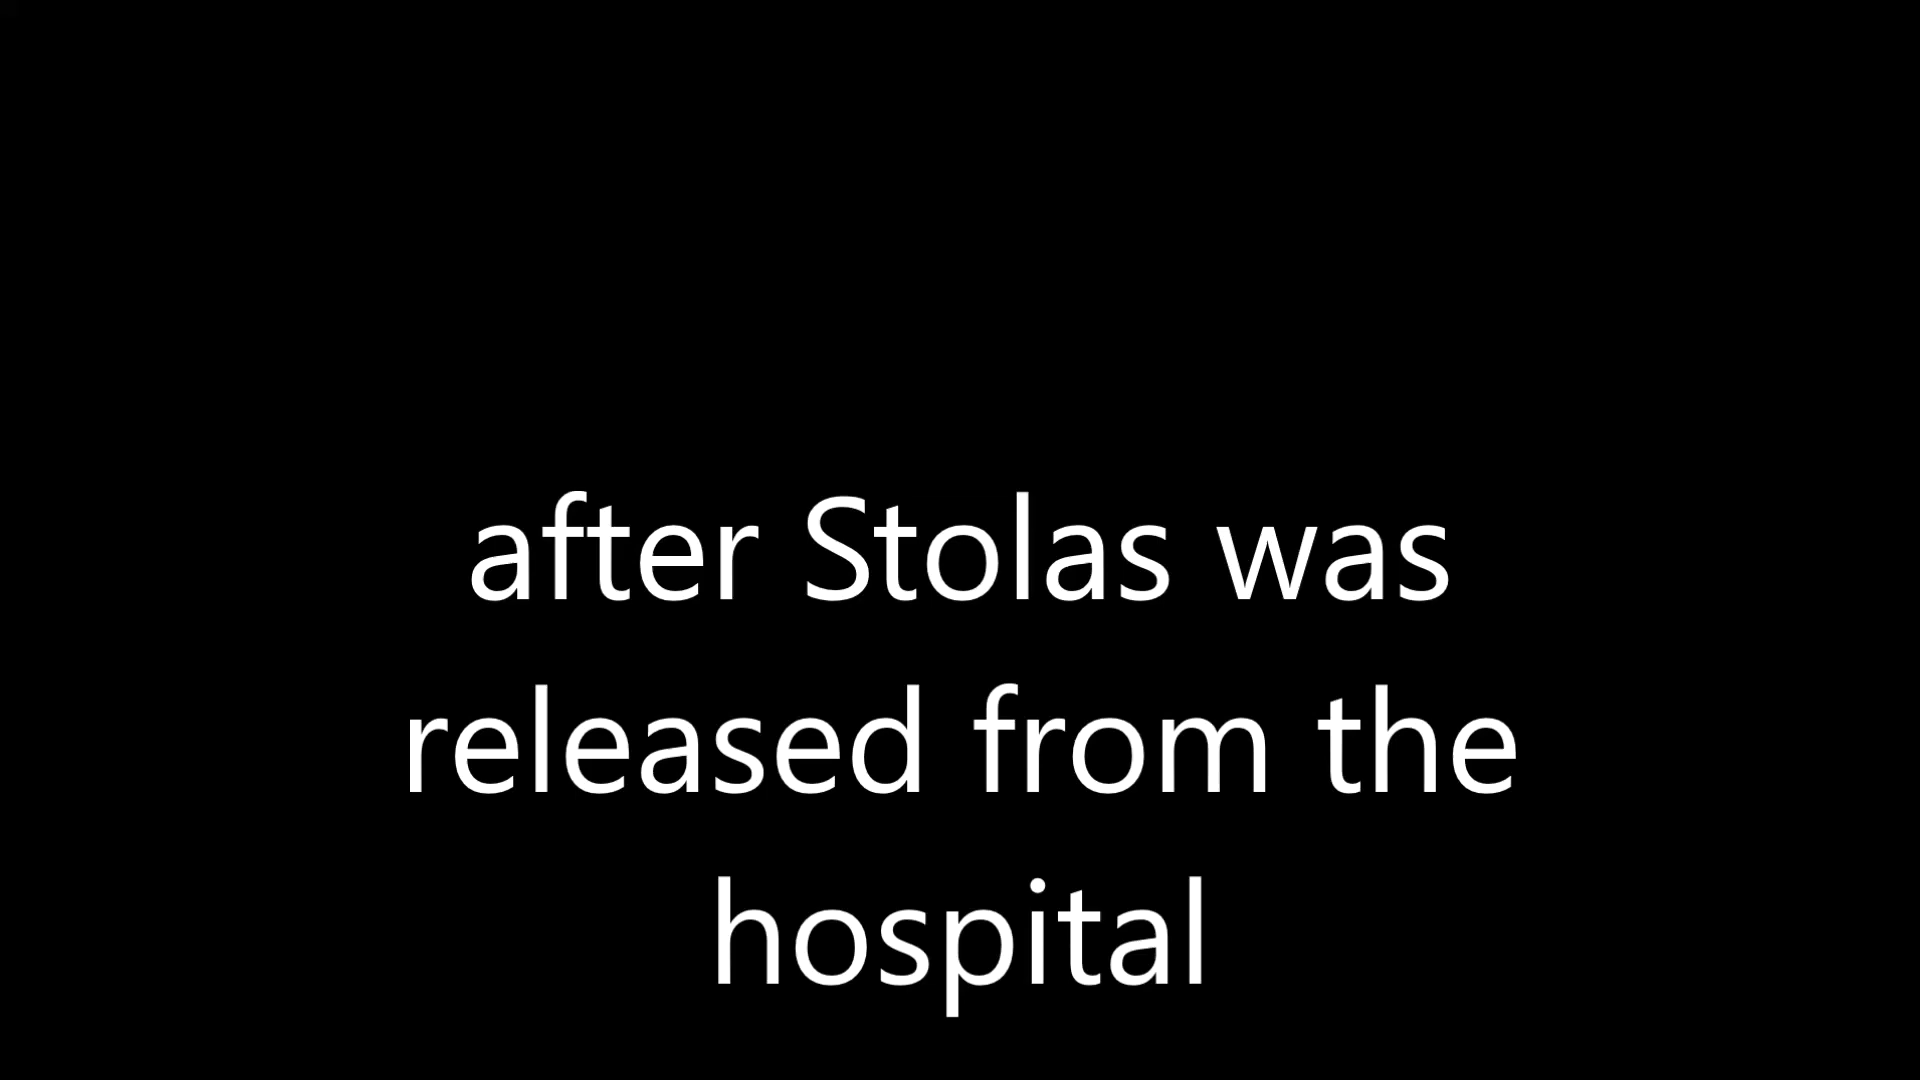 after Stolas was
released from the
hospital